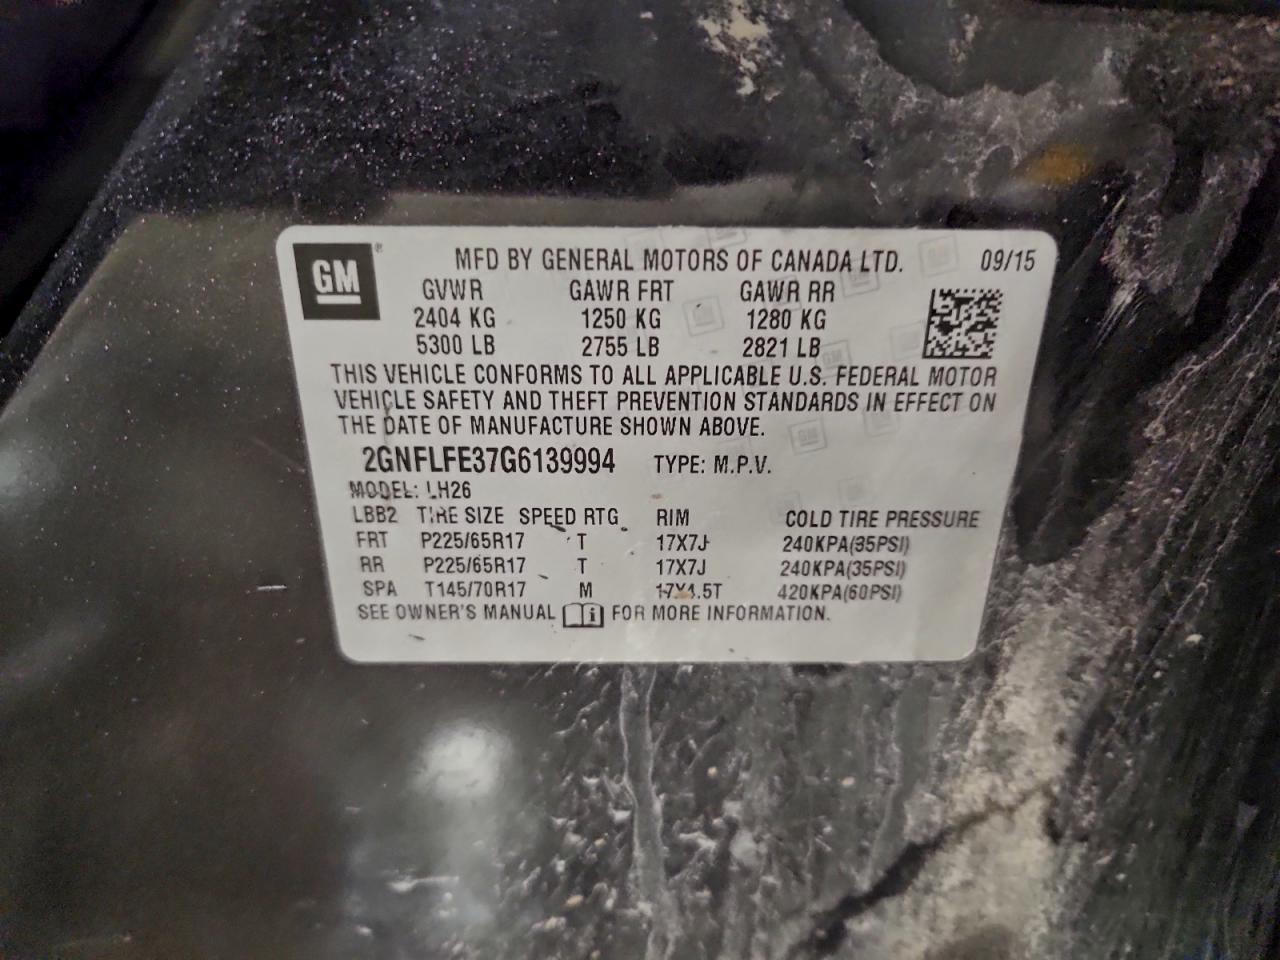 GM ® MFD BY GENERAL MOTORS OF CANADA LTD. 09/15
GVWR GAWR FRT GAWR RR
2404 KG 1250 KG 1280 KG
5300 LB 2755 LB 2821 LB
THIS VEHICLE CONFORMS TO ALL APPLICABLE U.S. FEDERAL MOTOR
VEHICLE SAFETY AND THEFT PREVENTION STANDARDS IN EFFECT ON
THE DATE OF MANUFACTURE SHOWN ABOVE.
2GNFLFE37G6139994 TYPE: M.P.V.
MODEL: LH26
LBB2 TIRE SIZE SPEED RTG RIM COLD TIRE PRESSURE
FRT P225/65R17 T 17X7J 240KPA(35PSI)
RR P225/65R17 T 17X7J 240KPA(35PSI)
SPA T145/70R17 M 17X4.5T 420KPA(60PSI)
SEE OWNER'S MANUAL i FOR MORE INFORMATION.